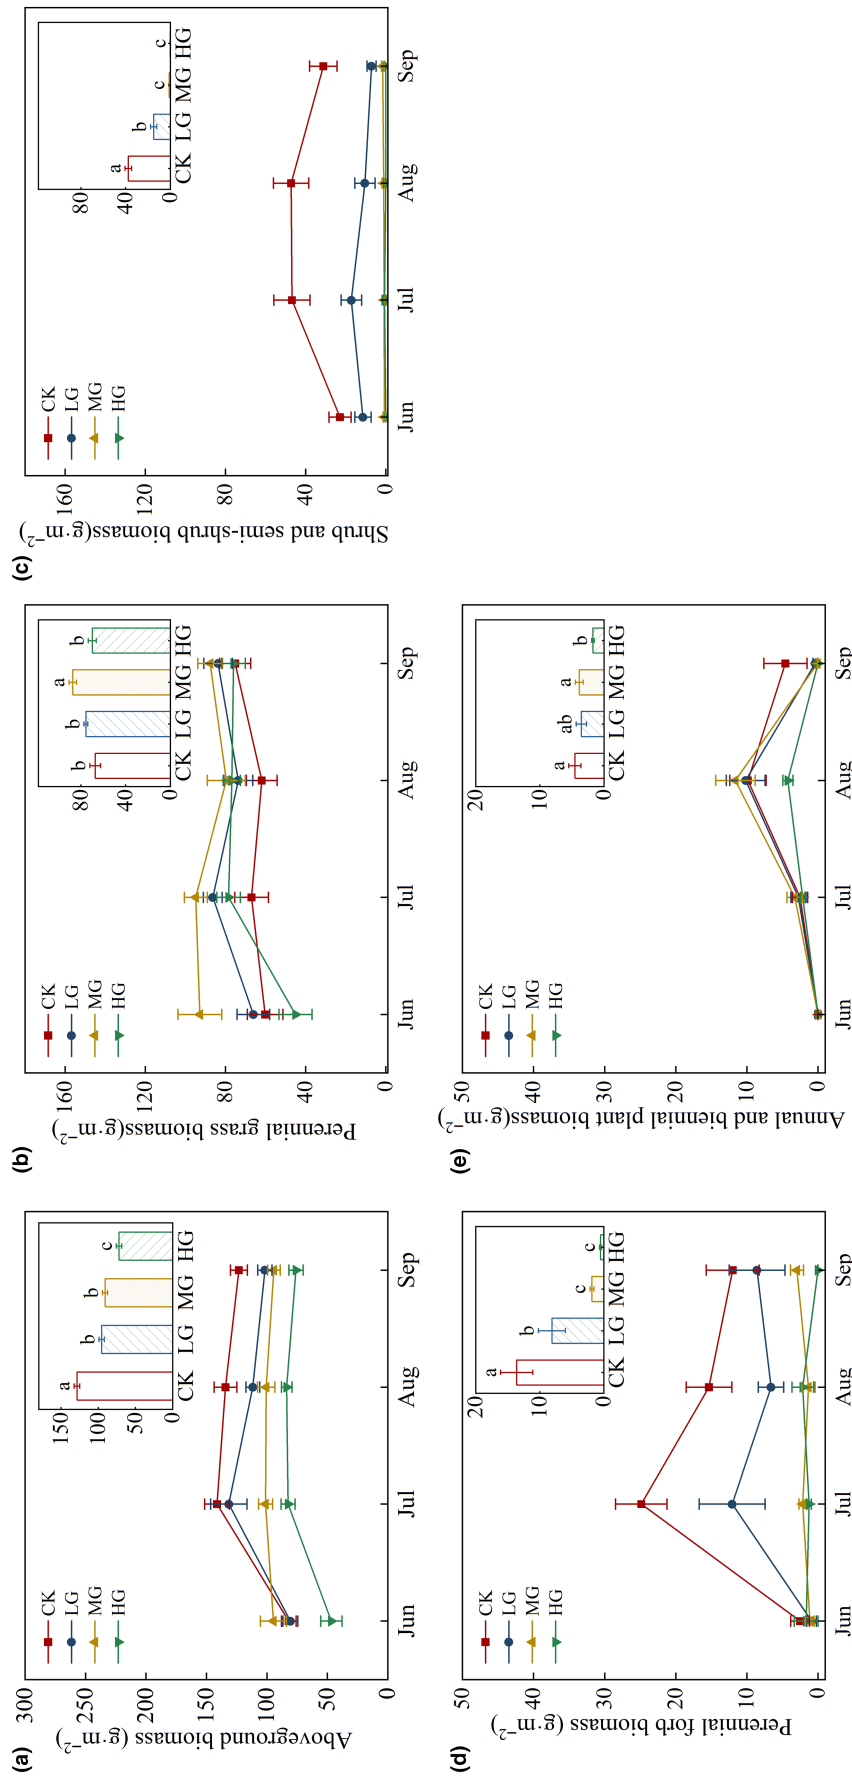 (a)
Aboveground biomass (g·m⁻²)
300
250
200
150
100
50
0
CK
LG
MG
HG
Jun
Jul
Aug
Sep
150
100
50
0
a
b
b
c
CK
LG
MG
HG
(b)
Perennial grass biomass(g·m⁻²)
160
120
80
40
CK
LG
MG
HG
Jun
Jul
Aug
Sep
80
40
0
b
b
a
b
CK
LG
MG
HG
(c)
Shrub and semi-shrub biomass(g·m⁻²)
160
120
80
40
0
CK
LG
MG
HG
Jun
Jul
Aug
Sep
80
40
0
a
b
c
c
CK
LG
MG
HG
(d)
Perennial forb biomass (g·m⁻²)
50
40
30
20
10
0
CK
LG
MG
HG
Jun
Jul
Aug
Sep
20
10
0
a
b
c
c
CK
LG
MG
HG
(e)
Annual and biennial plant biomass(g·m⁻²)
50
40
30
20
10
0
CK
LG
MG
HG
Jun
Jul
Aug
Sep
20
10
0
a
ab
a
b
CK
LG
MG
HG